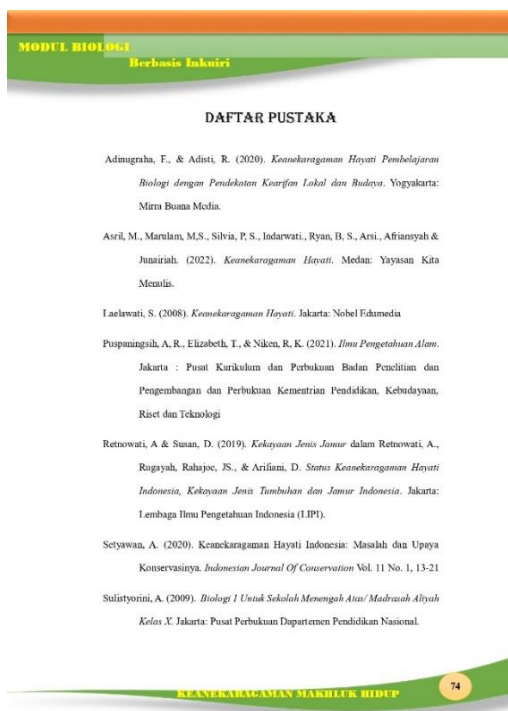 MODUL BIOLOGI
Berbasis Inkuiri
DAFTAR PUSTAKA
Adinugraha, F., & Adisti, R. (2020). Keanekaragaman Hayati Pembelajaran
Biologi dengan Pendekatan Kearifan Lokal dan Budaya. Yogyakarta:
Mirra Buana Media.
Asril, M., Marulam, M,S., Silvia, P, S., Indarwati., Ryan, B, S., Arsi., Afriansyah &
Junairiah. (2022). Keanekaragaman Hayati. Medan: Yayasan Kita
Menulis.
Laelawati, S. (2008). Keanekaragaman Hayati. Jakarta: Nobel Edumedia
Puspaningsih, A, R., Elizabeth, T., & Niken, R, K. (2021). Ilmu Pengetahuan Alam.
Jakarta : Pusat Kurikulum dan Perbukuan Badan Penelitian dan
Pengembangan dan Perbukuan Kementrian Pendidikan, Kebudayaan,
Riset dan Teknologi
Retnowati, A & Susan, D. (2019). Kekayaan Jenis Jamur dalam Retnowati, A.,
Rugayah, Rahajoe, JS., & Arifiani, D. Status Keanekaragaman Hayati
Indonesia, Kekayaan Jenis Tumbuhan dan Jamur Indonesia. Jakarta:
Lembaga Ilmu Pengetahuan Indonesia (LIPI).
Setyawan, A. (2020). Keanekaragaman Hayati Indonesia: Masalah dan Upaya
Konservasinya. Indonesian Journal Of Conservation Vol. 11 No. 1, 13-21
Sulistyorini, A. (2009). Biologi 1 Untuk Sekolah Menengah Atas/ Madrasah Aliyah
Kelas X. Jakarta: Pusat Perbukuan Dapartemen Pendidikan Nasional.
KEANEKARAGAMAN MAKHLUK HIDUP
74